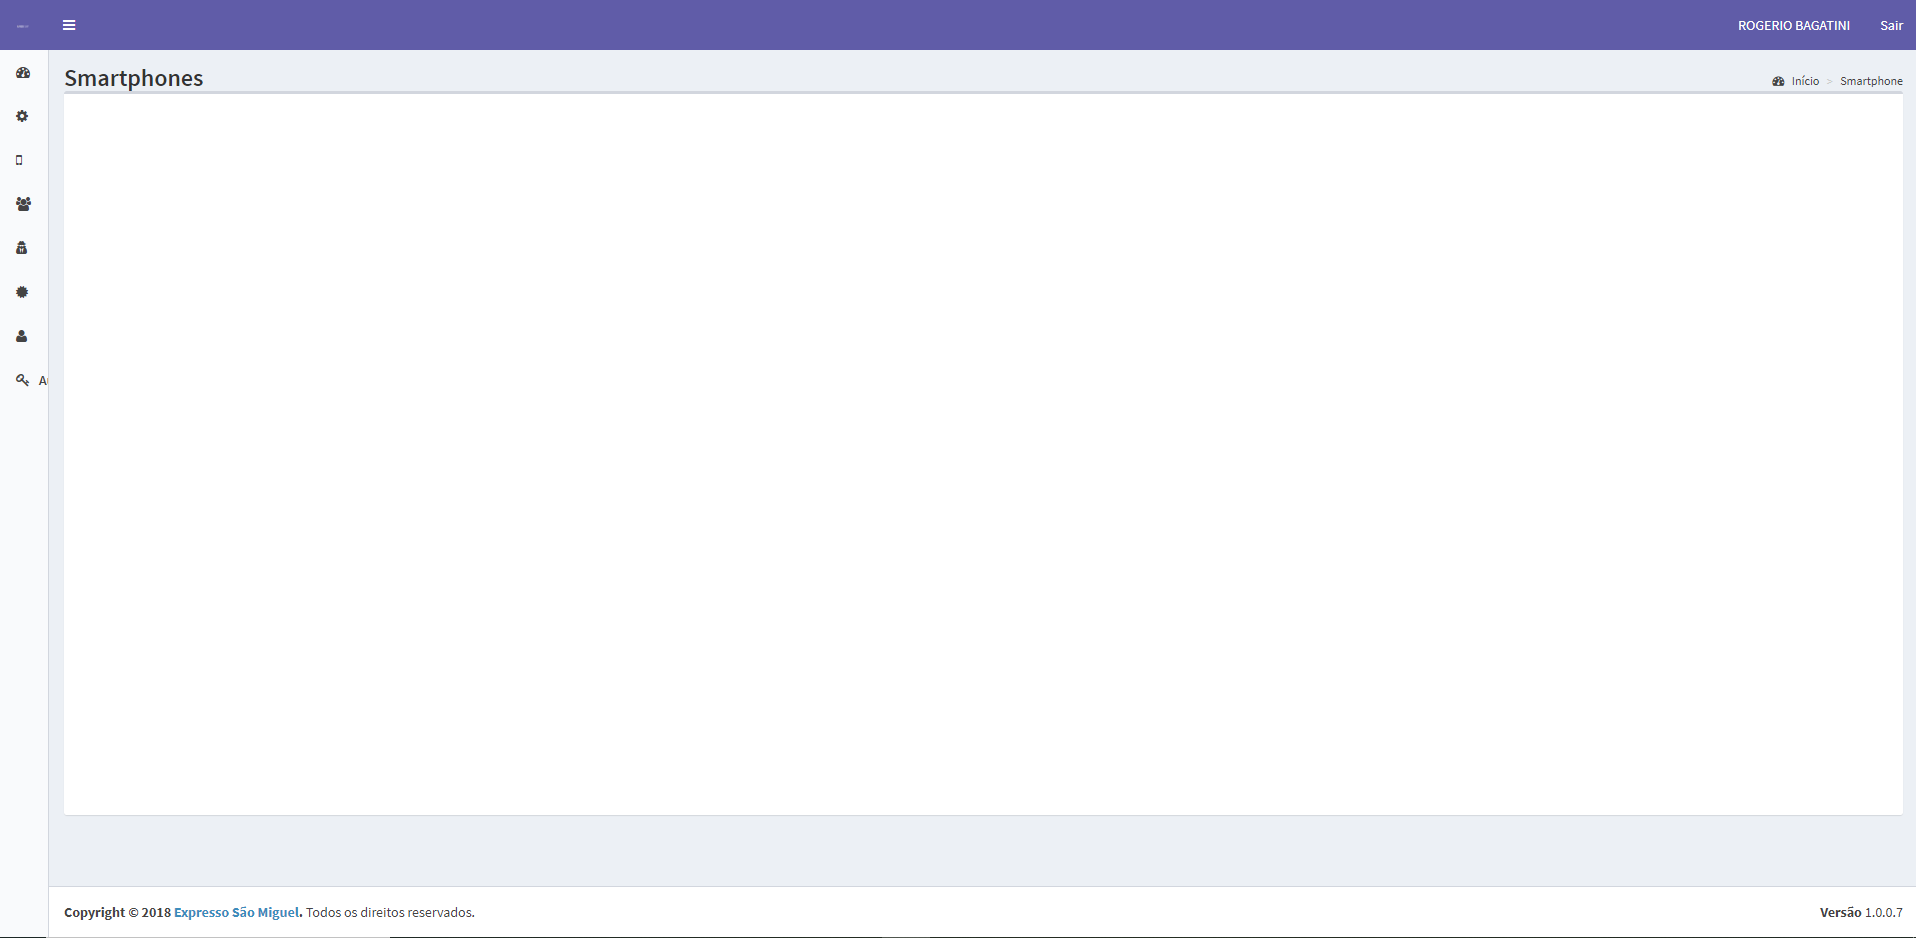 ROGERIO BAGATINI Sair
Smartphones
Início > Smartphone
Copyright © 2018 Expresso São Miguel. Todos os direitos reservados.
Versão 1.0.0.7